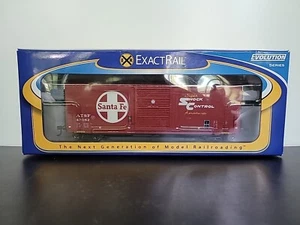 EXACTRAIL
EVOLUTION
SERIES
Santa Fe
SHOCK CONTROL
ATSF
The Next Generation of Model Railroading